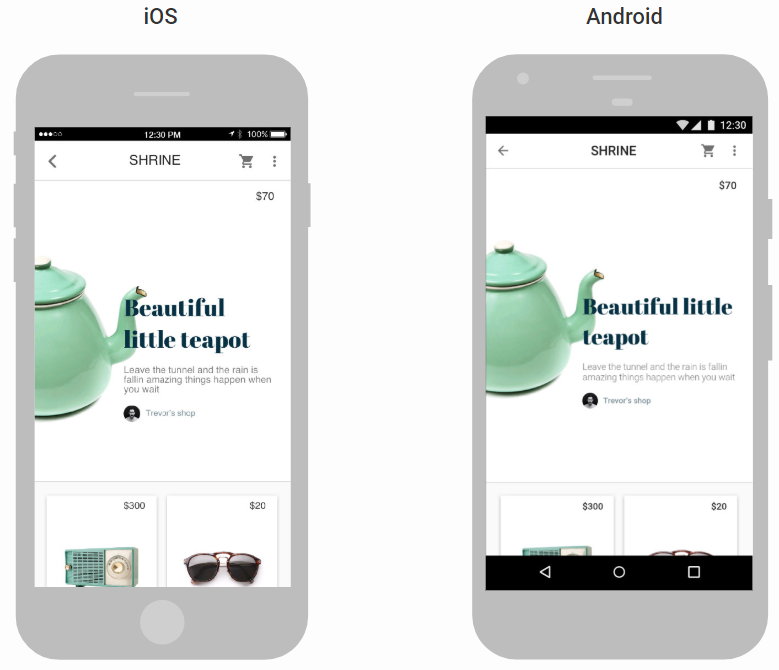 iOS
12:30 PM
100%
SHRINE
$70
Beautiful
little teapot
Leave the tunnel and the rain is
fallin amazing things happen when
you wait
Trevor's shop
$300
$20
Android
12:30
SHRINE
$70
Beautiful little
teapot
Leave the tunnel and the rain is fallin
amazing things happen when you wait
Trevor's shop
$300
$20